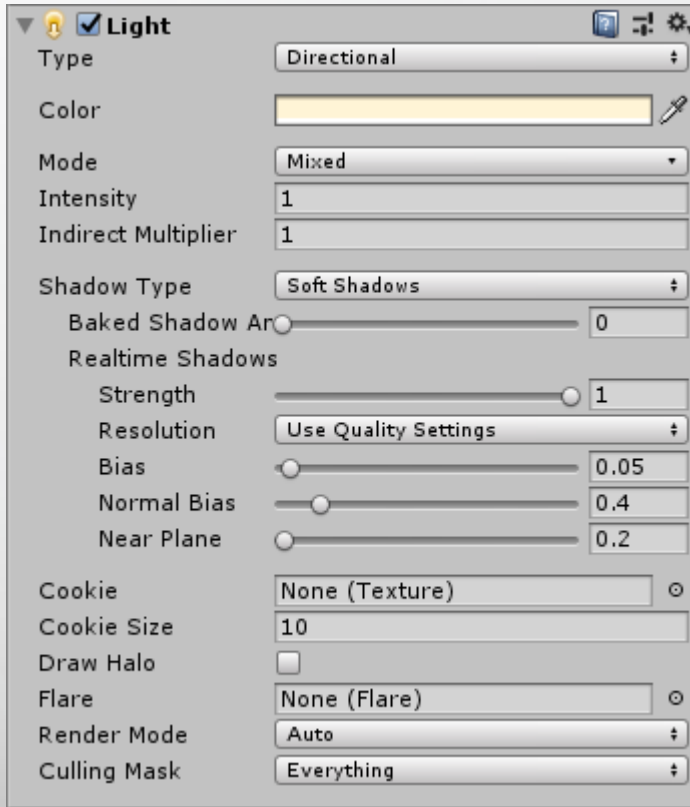 Light
Type Directional
Color
Mode Mixed
Intensity 1
Indirect Multiplier 1
Shadow Type Soft Shadows
Baked Shadow Ar 0
Realtime Shadows
Strength 1
Resolution Use Quality Settings
Bias 0.05
Normal Bias 0.4
Near Plane 0.2
Cookie None (Texture)
Cookie Size 10
Draw Halo
Flare None (Flare)
Render Mode Auto
Culling Mask Everything